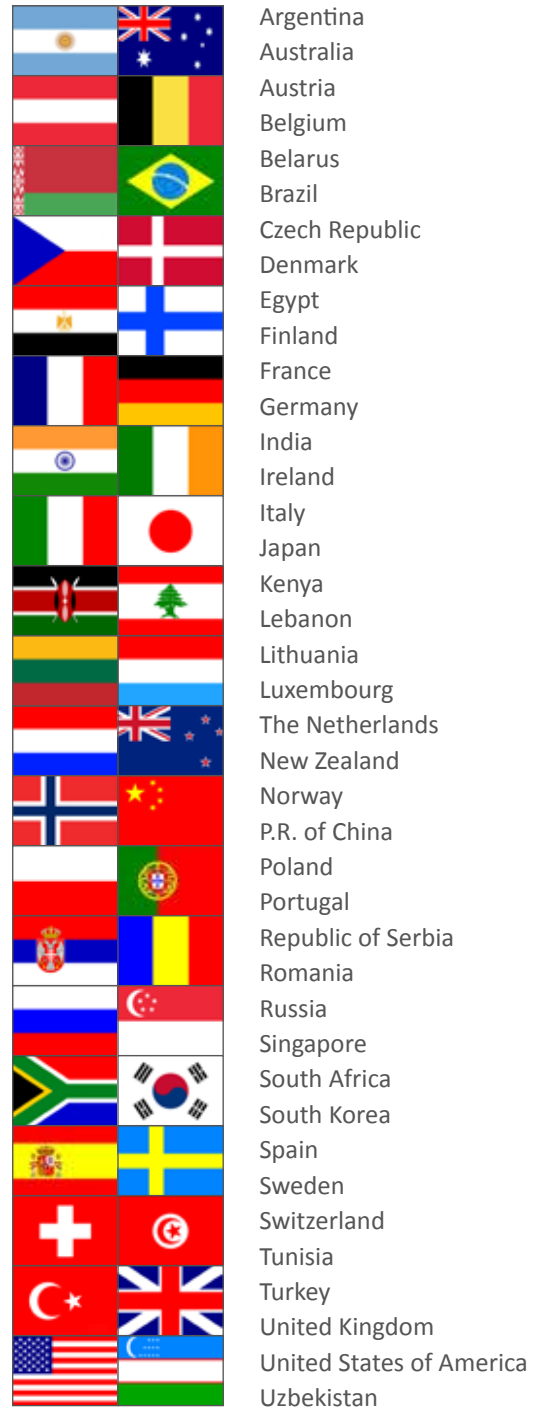 Argentina
Australia
Austria
Belgium
Belarus
Brazil
Czech Republic
Denmark
Egypt
Finland
France
Germany
India
Ireland
Italy
Japan
Kenya
Lebanon
Lithuania
Luxembourg
The Netherlands
New Zealand
Norway
P.R. of China
Poland
Portugal
Republic of Serbia
Romania
Russia
Singapore
South Africa
South Korea
Spain
Sweden
Switzerland
Tunisia
Turkey
United Kingdom
United States of America
Uzbekistan